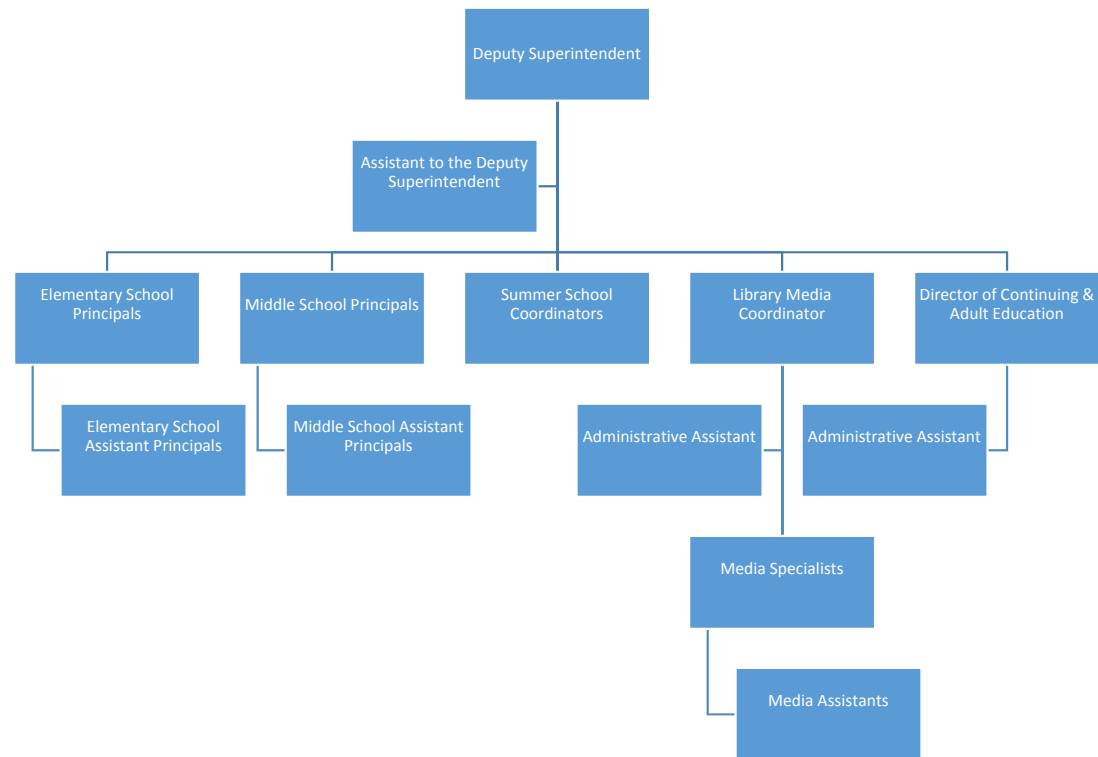 Deputy Superintendent
Assistant to the Deputy
Superintendent
Elementary School
Principals
Middle School Principals
Summer School
Coordinators
Library Media
Coordinator
Director of Continuing &
Adult Education
Elementary School
Assistant Principals
Middle School Assistant
Principals
Administrative Assistant
Administrative Assistant
Media Specialists
Media Assistants